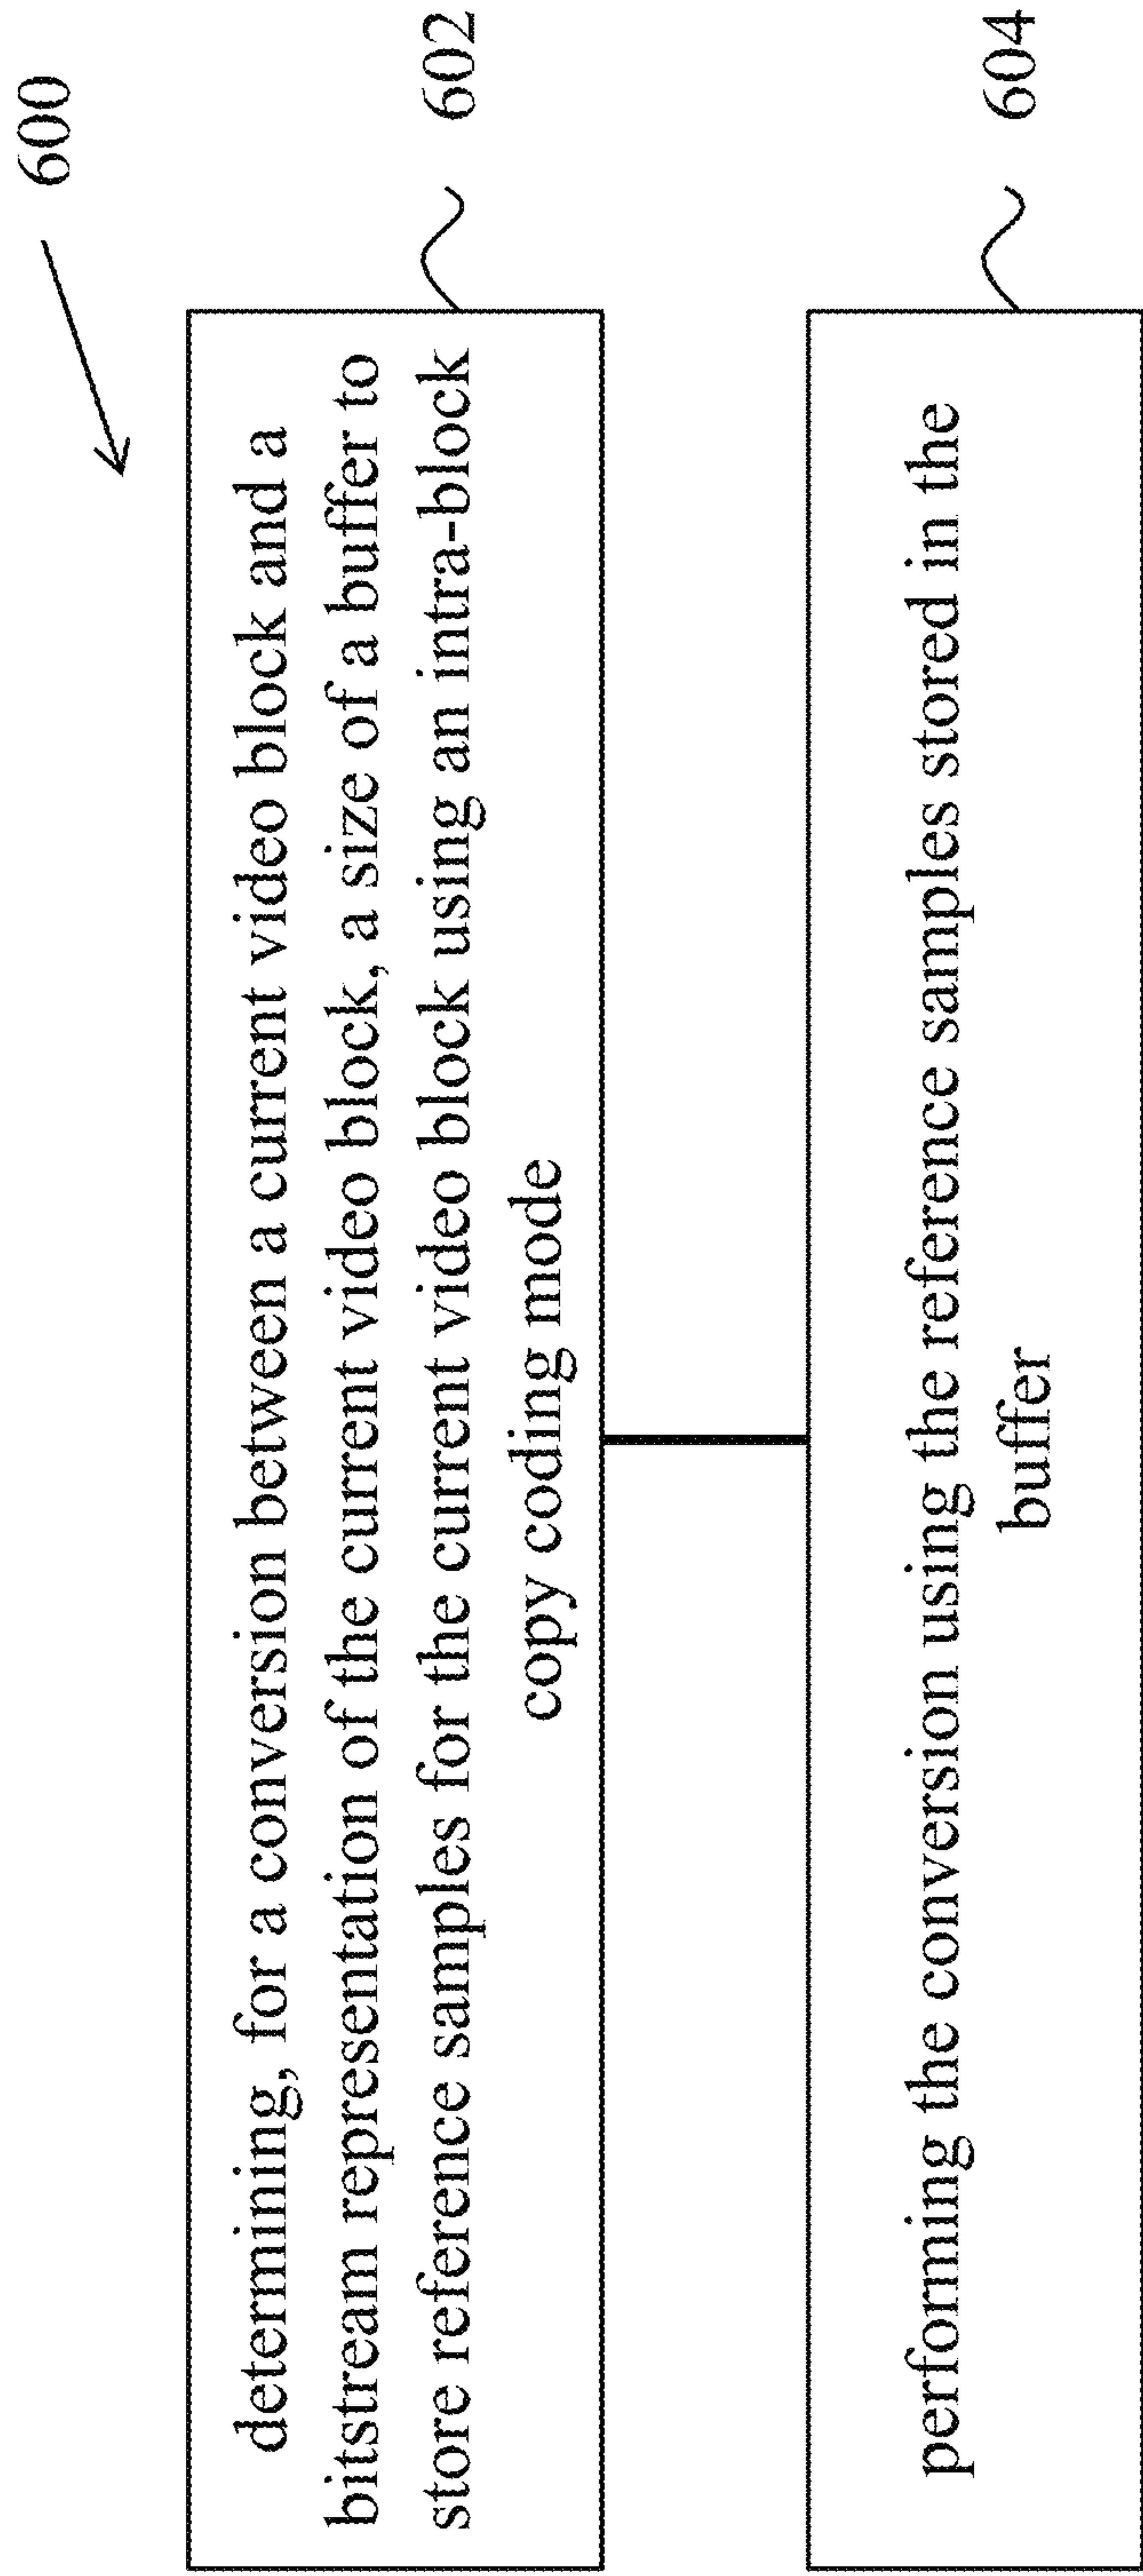 600
determining, for a conversion between a current video block and a
bitstream representation of the current video block, a size of a buffer to
store reference samples for the current video block using an intra-block
copy coding mode
602
performing the conversion using the reference samples stored in the
buffer
604